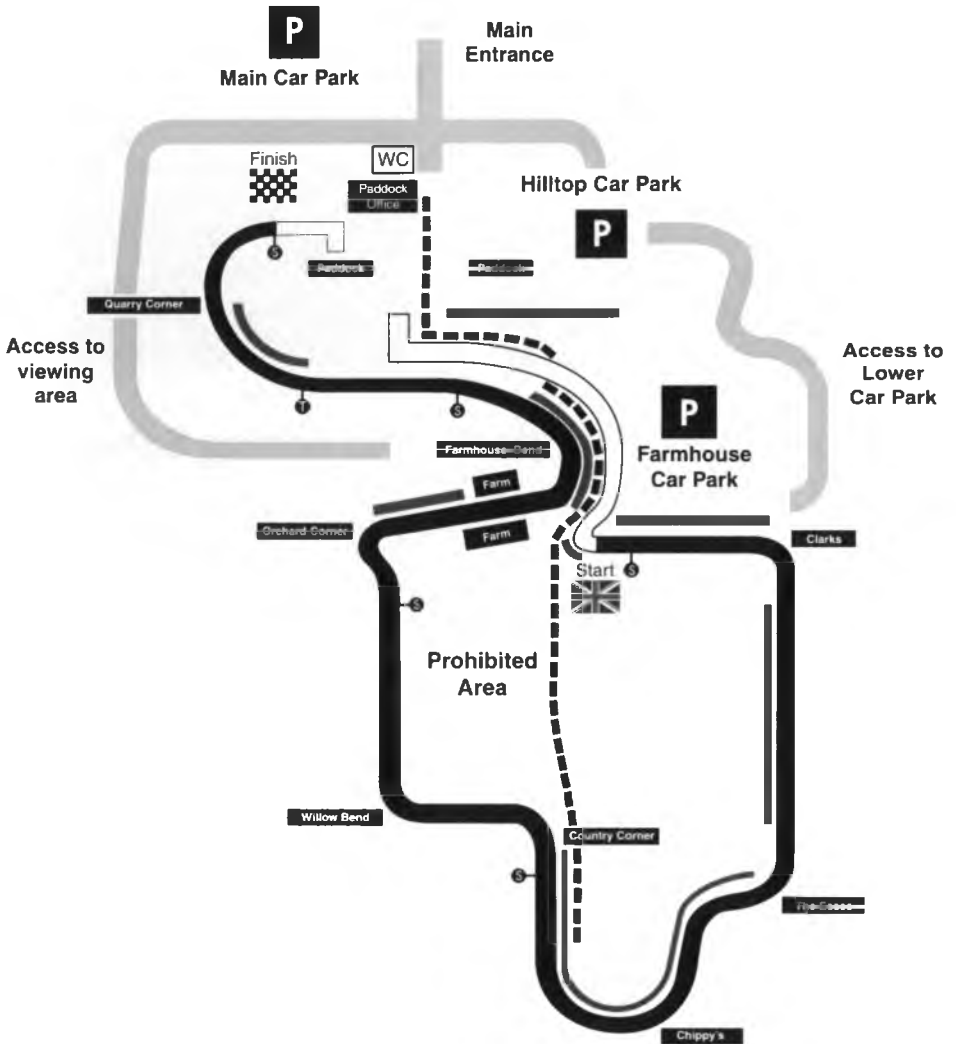 P
Main Car Park
Main
Entrance
Finish
WC
Paddock
Office
Hilltop Car Park
P
S
Paddock
Paddock
Quarry Corner
Access to
viewing
area
Access to
Lower
Car Park
P
Farmhouse
Car Park
T
S
Farmhouse Bend
Farm
Orchard Corner
Farm
Clarks
Start
S
S
Prohibited
Area
Willow Bend
Country Corner
S
The Esses
Chippy's